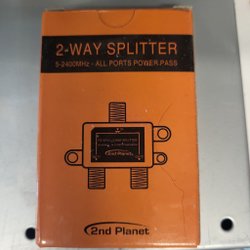 2-WAY SPLITTER
5-2400MHz - ALL PORTS POWER PASS
2nd Planet